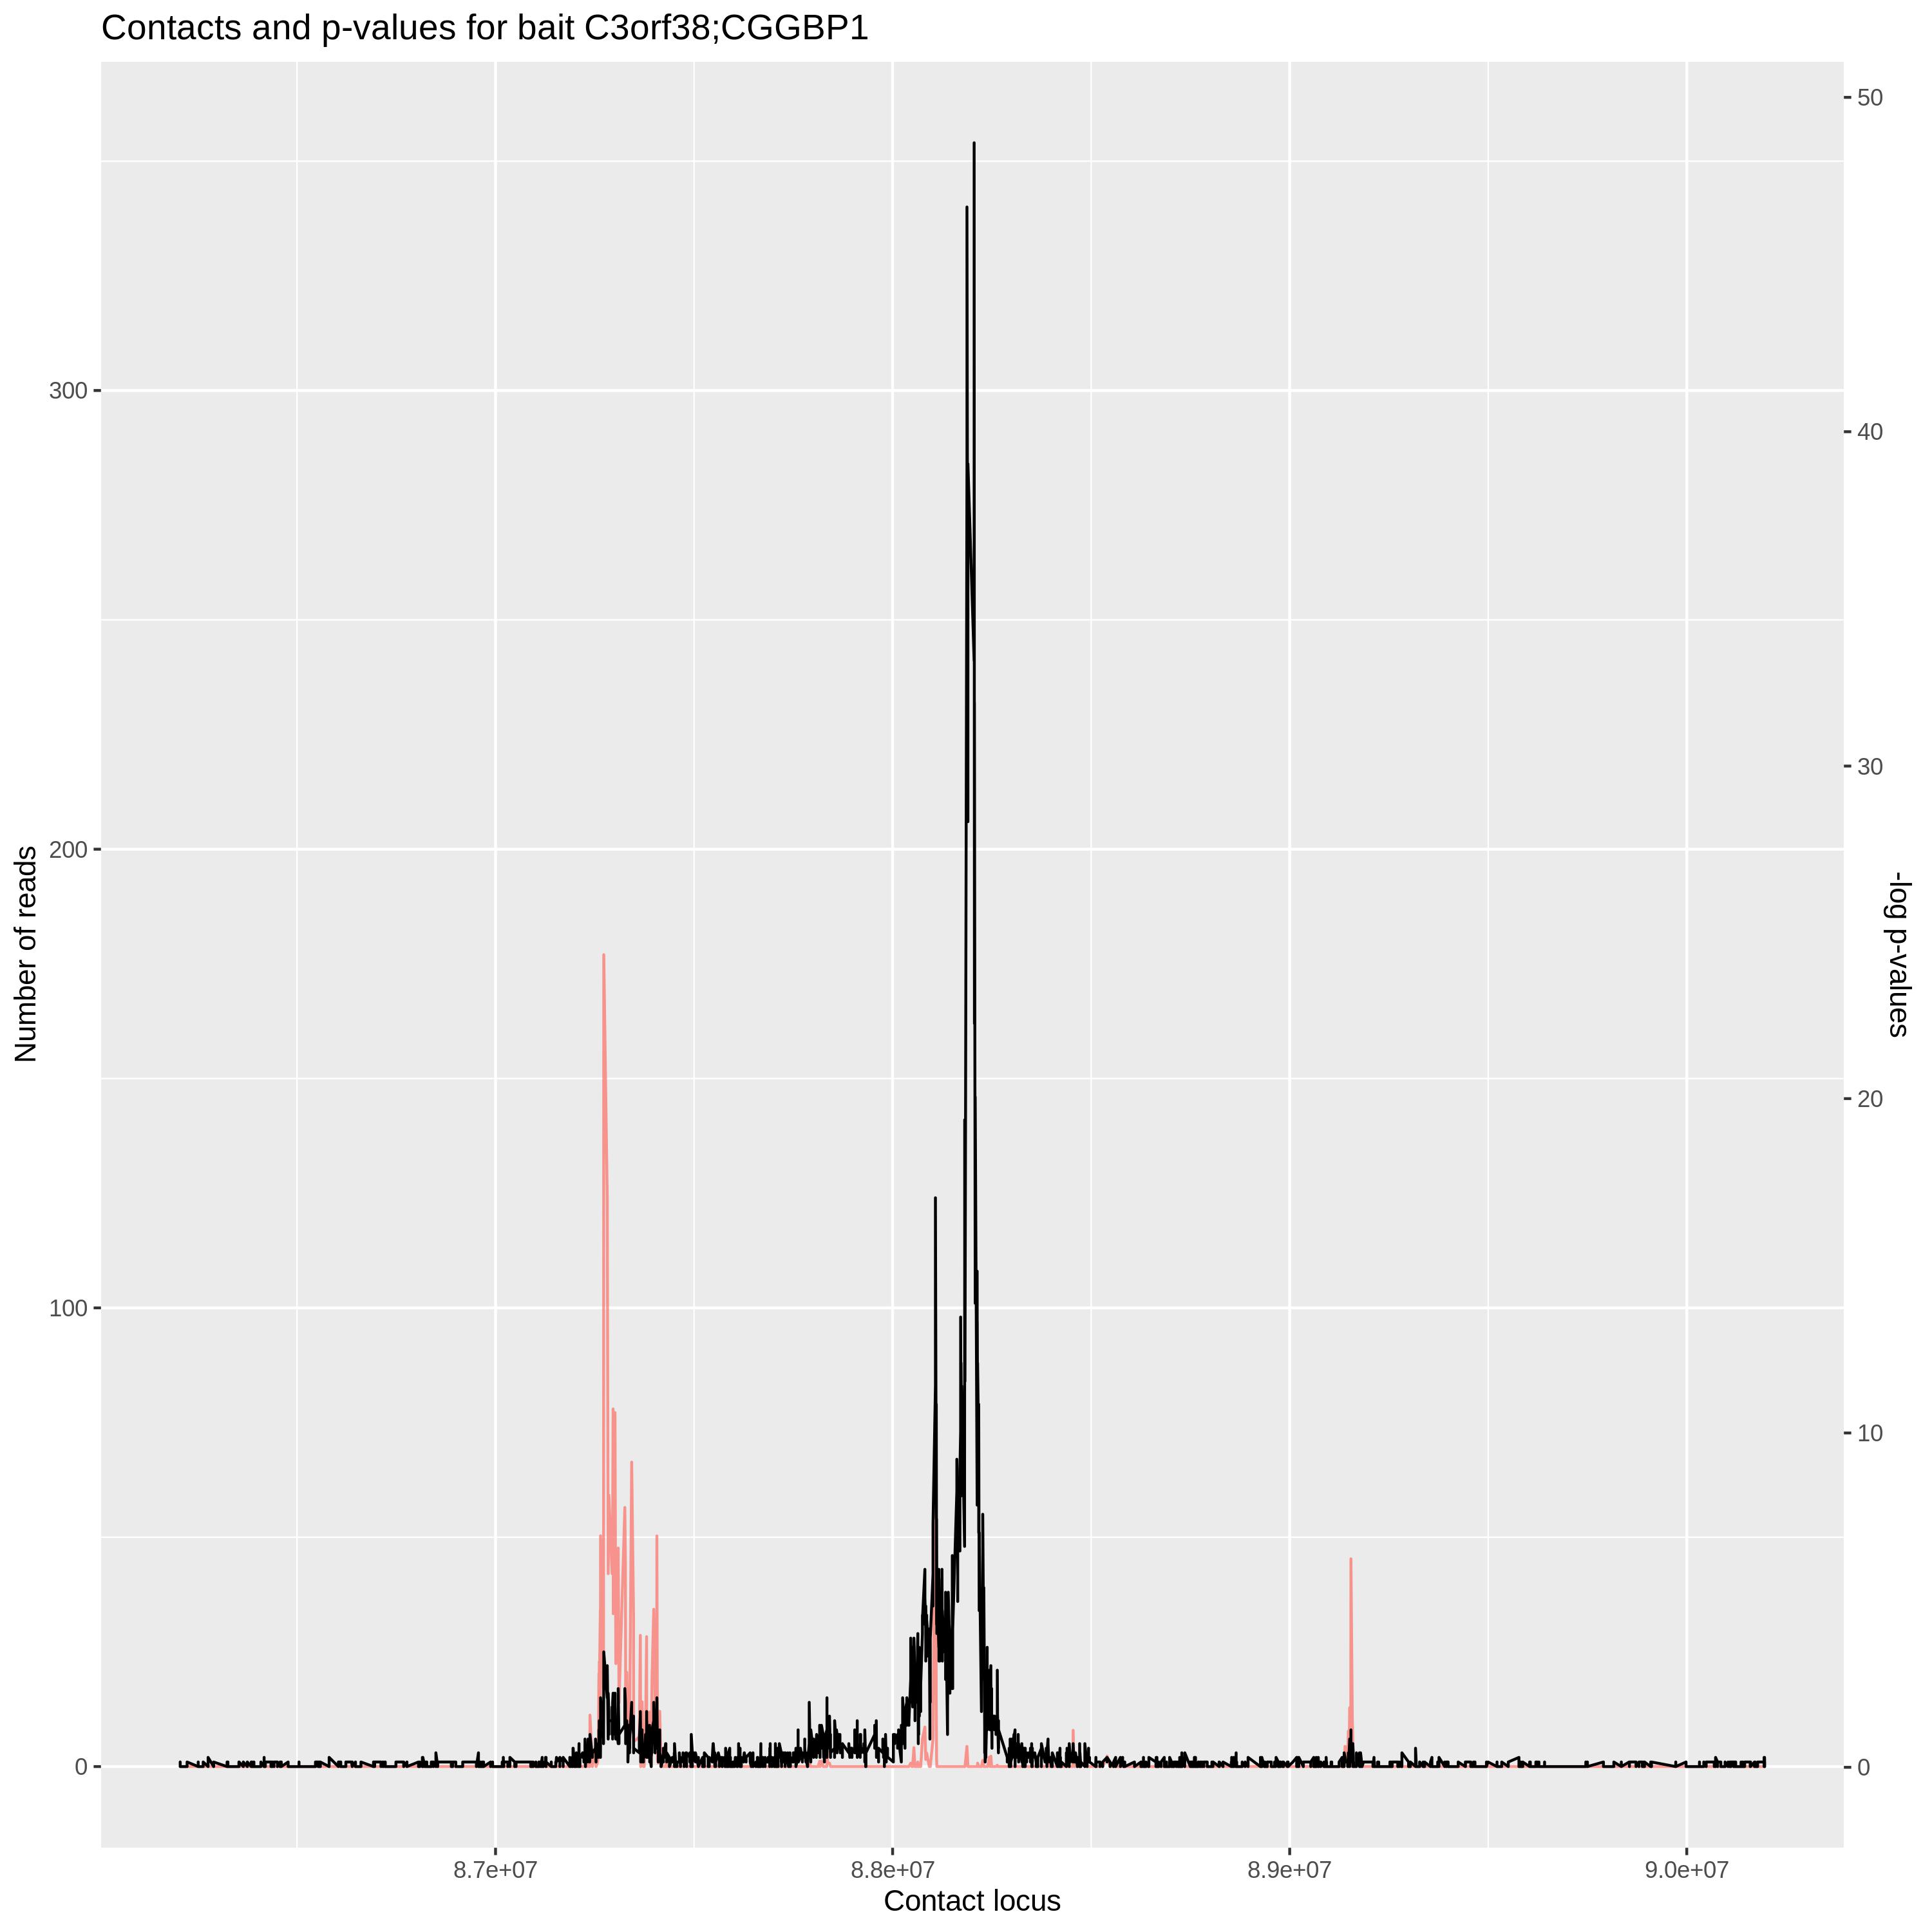 Contacts and p-values for bait C3orf38;CGGBP1
Number of reads
300
200
100
0
50
40
30
20
10
0
-log p-values
8.7e+07
8.8e+07
8.9e+07
9.0e+07
Contact locus